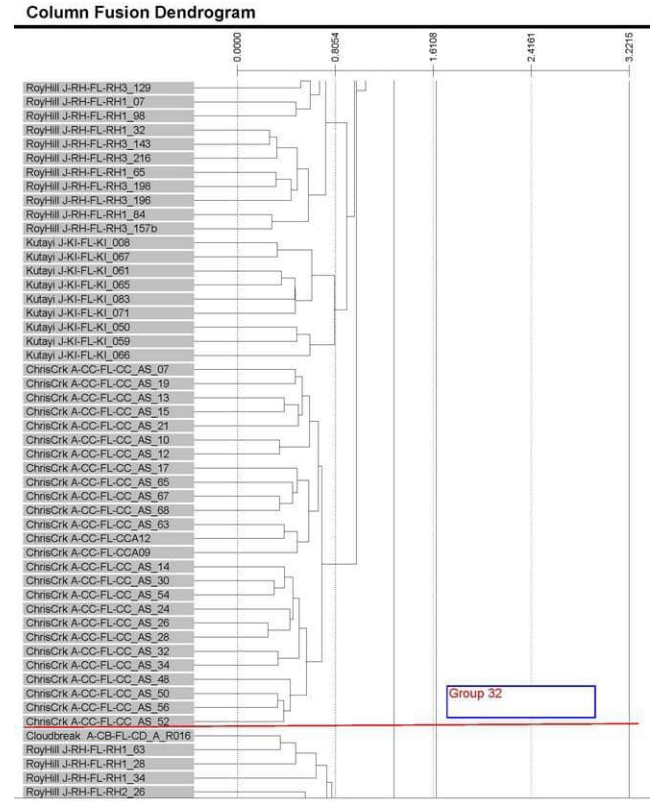 Column Fusion Dendrogram
0.0000 0.8054 1.6108 2.4161 3.2215
RoyHill J-RH-FL-RH3_129
RoyHill J-RH-FL-RH1_07
RoyHill J-RH-FL-RH1_98
RoyHill J-RH-FL-RH1_32
RoyHill J-RH-FL-RH3_143
RoyHill J-RH-FL-RH3_216
RoyHill J-RH-FL-RH1_65
RoyHill J-RH-FL-RH3_198
RoyHill J-RH-FL-RH3_196
RoyHill J-RH-FL-RH1_84
RoyHill J-RH-FL-RH3_157b
Kutayi J-KI-FL-KI_008
Kutayi J-KI-FL-KI_067
Kutayi J-KI-FL-KI_061
Kutayi J-KI-FL-KI_065
Kutayi J-KI-FL-KI_083
Kutayi J-KI-FL-KI_071
Kutayi J-KI-FL-KI_050
Kutayi J-KI-FL-KI_059
Kutayi J-KI-FL-KI_066
ChrisCrk A-CC-FL-CC_AS_07
ChrisCrk A-CC-FL-CC_AS_19
ChrisCrk A-CC-FL-CC_AS_13
ChrisCrk A-CC-FL-CC_AS_15
ChrisCrk A-CC-FL-CC_AS_21
ChrisCrk A-CC-FL-CC_AS_10
ChrisCrk A-CC-FL-CC_AS_12
ChrisCrk A-CC-FL-CC_AS_17
ChrisCrk A-CC-FL-CC_AS_65
ChrisCrk A-CC-FL-CC_AS_67
ChrisCrk A-CC-FL-CC_AS_68
ChrisCrk A-CC-FL-CC_AS_63
ChrisCrk A-CC-FL-CCA12
ChrisCrk A-CC-FL-CCA09
ChrisCrk A-CC-FL-CC_AS_14
ChrisCrk A-CC-FL-CC_AS_30
ChrisCrk A-CC-FL-CC_AS_54
ChrisCrk A-CC-FL-CC_AS_24
ChrisCrk A-CC-FL-CC_AS_26
ChrisCrk A-CC-FL-CC_AS_28
ChrisCrk A-CC-FL-CC_AS_32
ChrisCrk A-CC-FL-CC_AS_34
ChrisCrk A-CC-FL-CC_AS_48
ChrisCrk A-CC-FL-CC_AS_50
Group 32
ChrisCrk A-CC-FL-CC_AS_56
ChrisCrk A-CC-FL-CC_AS_52
Cloudbreak A-CB-FL-CD_A_R016
RoyHill J-RH-FL-RH1_63
RoyHill J-RH-FL-RH1_28
RoyHill J-RH-FL-RH1_34
RoyHill J-RH-FL-RH2_26